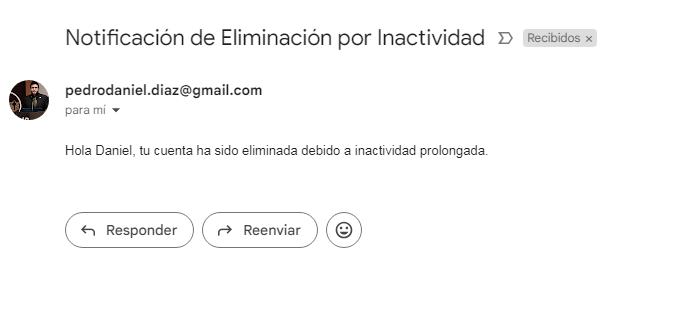 Notificación de Eliminación por Inactividad Recibidos ×
pedrodaniel.diaz@gmail.com
para mí
Hola Daniel, tu cuenta ha sido eliminada debido a inactividad prolongada.
Responder Reenviar